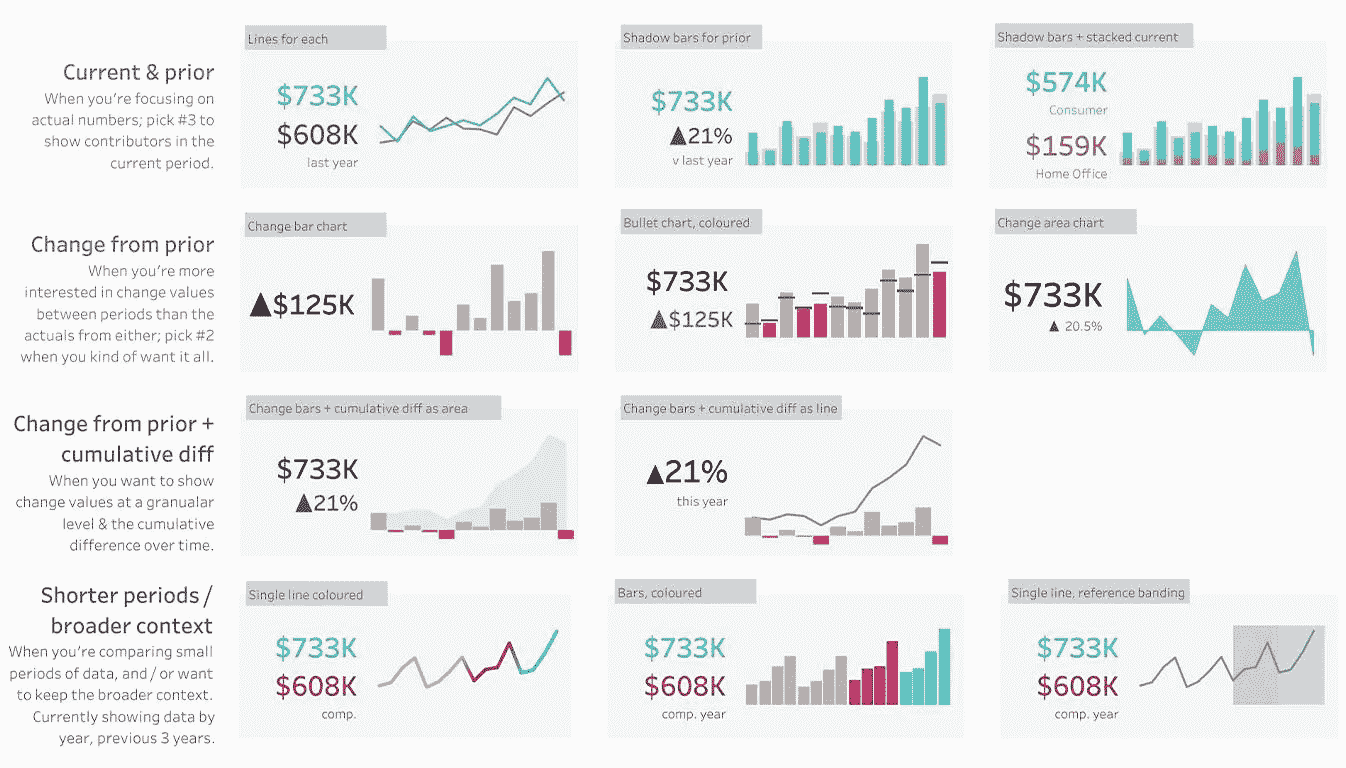 Current & prior
When you're focusing on
actual numbers; pick #3 to
show contributors in the
current period.
Lines for each
$733K
$608K
last year
Shadow bars for prior
$733K
▲21%
v last year
Shadow bars + stacked current
$574K
Consumer
$159K
Home Office
Change from prior
When you're more
interested in change values
between periods than the
actuals from either; pick #2
when you kind of want it all.
Change bar chart
▲$125K
Bullet chart, coloured
$733K
▲$125K
Change area chart
$733K
▲ 20.5%
Change from prior +
cumulative diff
When you want to show
change values at a granualar
level & the cumulative
difference over time.
Change bars + cumulative diff as area
$733K
▲21%
Change bars + cumulative diff as line
▲21%
this year
Shorter periods /
broader context
When you're comparing small
periods of data, and / or want
to keep the broader context.
Currently showing data by
year, previous 3 years.
Single line coloured
$733K
$608K
comp.
Bars, coloured
$733K
$608K
comp. year
Single line, reference banding
$733K
$608K
comp. year